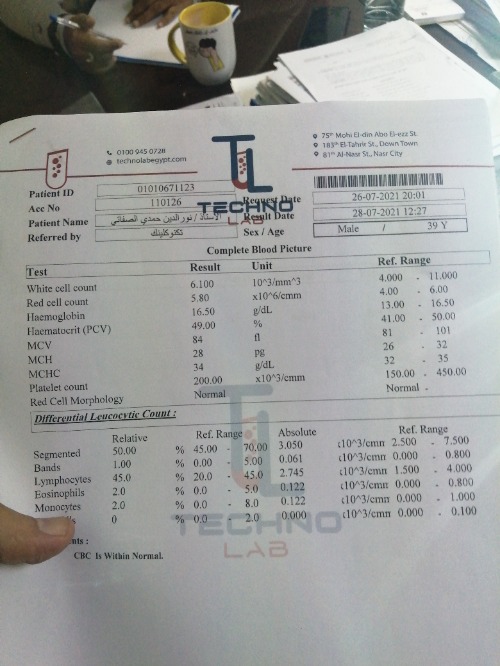 0100 945 0728
technolabegypt.com
TL
TECHNO
LAB
75th Mohi El-din Abo El-ezz St.
183th El-Tahrir St., Down Town
81th Al-Nasr St., Nasr City
Patient ID 01010671123 Request Date 26-07-2021 20:01
Acc No 110126 Result Date 28-07-2021 12:27
Patient Name الأستاذ / نور الدين حمدي الصفاني Sex / Age Male / 39 Y
Referred by تكنوكلينك
Complete Blood Picture
Test Result Unit Ref. Range
White cell count 6.100 10^3/mm^3 4.000 - 11.000
Red cell count 5.80 x10^6/cmm 4.00 - 6.00
Haemoglobin 16.50 g/dL 13.00 - 16.50
Haematocrit (PCV) 49.00 % 41.00 - 50.00
MCV 84 fl 81 - 101
MCH 28 pg 26 - 32
MCHC 34 g/dL 32 - 35
Platelet count 200.00 x10^3/cmm 150.00 - 450.00
Red Cell Morphology Normal Normal -
Differential Leucocytic Count :
Relative Ref. Range Absolute Ref. Range
Segmented 50.00 % 45.00 - 70.00 3.050 x10^3/cmn 2.500 - 7.500
Bands 1.00 % 0.00 - 5.00 0.061 x10^3/cmn 0.000 - 0.800
Lymphocytes 45.0 % 20.0 - 45.0 2.745 x10^3/cmn 1.500 - 4.000
Eosinophils 2.0 % 0.0 - 5.0 0.122 x10^3/cmn 0.000 - 0.800
Monocytes 2.0 % 0.0 - 8.0 0.122 x10^3/cmn 0.000 - 1.000
0 % 0.0 - 2.0 0.000 x10^3/cmn 0.000 - 0.100
TECHNO
LAB
nts :
CBC Is Within Normal.